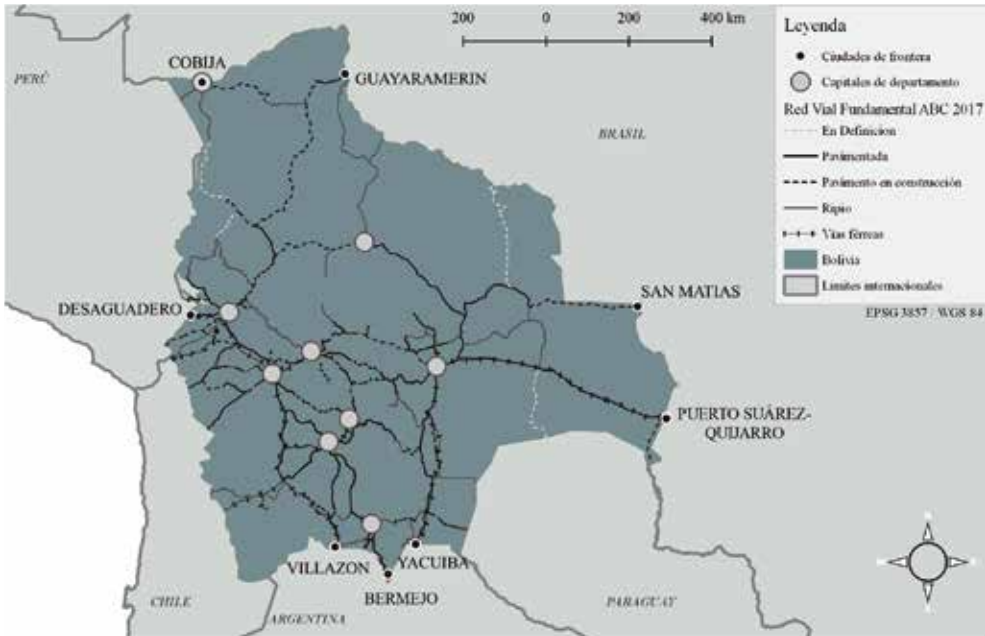 200 0 200 400 km
Leyenda
Ciudades de frontera
Capitales de departamento
Red Vial Fundamental ABC 2017
En Definicion
Pavimentada
Pavimento en construcción
Ripio
Vias férreas
Bolivia
Limites internacionales
EPSG 3857 / WGS 84
PERÚ
COBIJA
GUAYARAMERIN
BRASIL
DESAGUADERO
SAN MATIAS
PUERTO SUÁREZ-
QUIJARRO
VILLAZON
YACUIBA
BERMEJO
CHILE
ARGENTINA
PARAGUAY